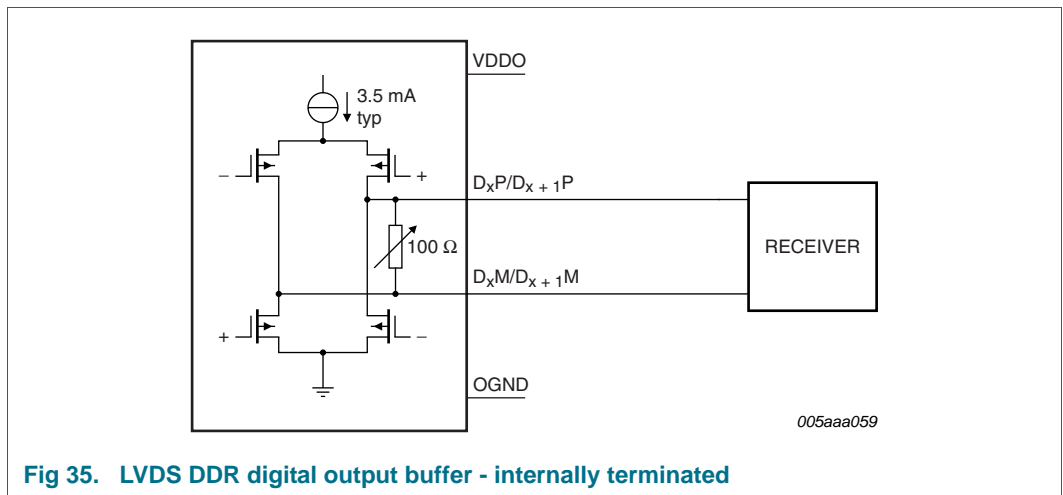 VDDO
3.5 mA
typ
− +
DxP/Dx + 1P
100 Ω
RECEIVER
DxM/Dx + 1M
+ −
OGND
005aaa059
Fig 35. LVDS DDR digital output buffer - internally terminated